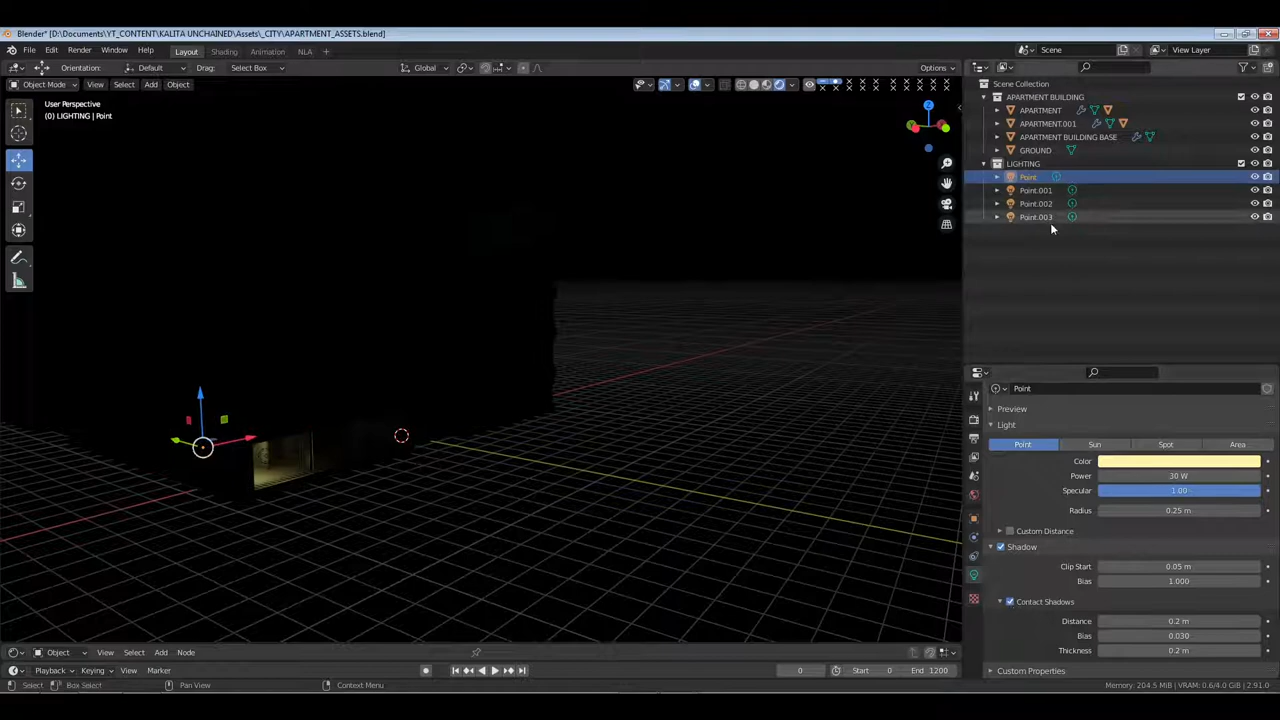 Blender* [D:\Documents\YT_CONTENT\KALITA UNCHAINED\Assets\_CITY\APARTMENT_ASSETS.blend]
File Edit Render Window Help Layout Shading Animation NLA + Scene View Layer
Orientation: Default Drag: Select Box Global Options
Object Mode View Select Add Object
User Perspective
(0) LIGHTING | Point
Scene Collection
APARTMENT BUILDING
APARTMENT
APARTMENT.001
APARTMENT BUILDING BASE
GROUND
LIGHTING
Point
Point.001
Point.002
Point.003
Point
Preview
Light
Point Sun Spot Area
Color
Power 30 W
Specular 1.00
Radius 0.25 m
Custom Distance
Shadow
Clip Start 0.05 m
Bias 1.000
Contact Shadows
Distance 0.2 m
Bias 0.030
Thickness 0.2 m
Custom Properties
Object View Select Add Node
Playback Keying View Marker 0 Start 0 End 1200
Select Box Select Pan View Context Menu Memory: 204.5 MiB | VRAM: 0.6/4.0 GiB | 2.91.0